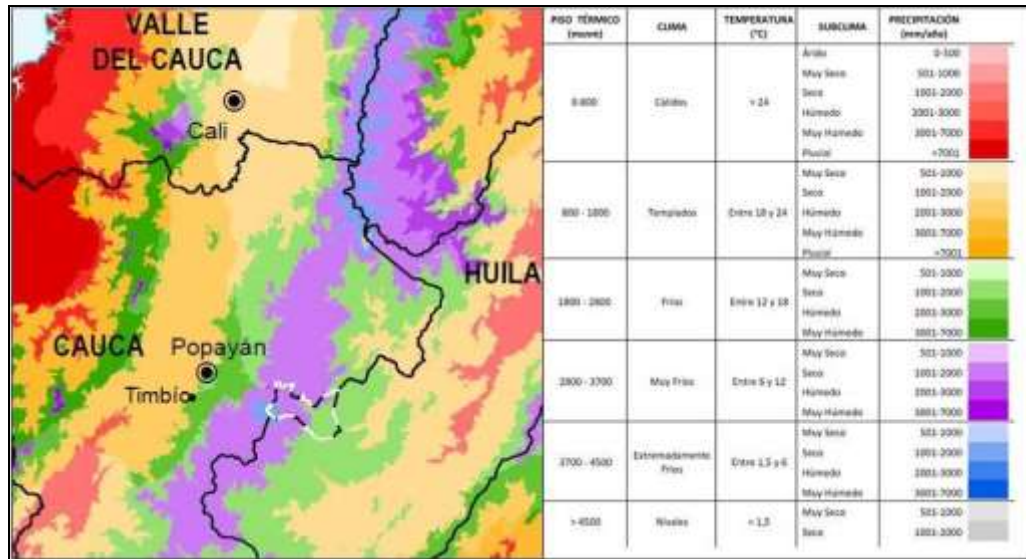 VALLE
DEL CAUCA
Cali
HUILA
CAUCA
Popayán
Timbío
PISO TÉRMICO (msnm) CLIMA TEMPERATURA (°C) SUBCLIMA PRECIPITACIÓN (mm/año)
0-800 Cálidos > 24
Árido 0-500
Muy Seco 501-1000
Seco 1001-2000
Húmedo 2001-3000
Muy Húmedo 3001-7000
Pluvial >7001
800 - 1800 Templados Entre 18 y 24
Muy Seco 501-1000
Seco 1001-2000
Húmedo 2001-3000
Muy Húmedo 3001-7000
Pluvial >7001
1800 - 2800 Fríos Entre 12 y 18
Muy Seco 501-1000
Seco 1001-2000
Húmedo 2001-3000
Muy Húmedo 3001-7000
2800 - 3700 Muy Fríos Entre 6 y 12
Muy Seco 501-1000
Seco 1001-2000
Húmedo 2001-3000
Muy Húmedo 3001-7000
3700 - 4500 Extremadamente Fríos Entre 1,5 y 6
Muy Seco 501-1000
Seco 1001-2000
Húmedo 2001-3000
Muy Húmedo 3001-7000
> 4500 Nivales < 1,5
Muy Seco 501-1000
Seco 1001-2000